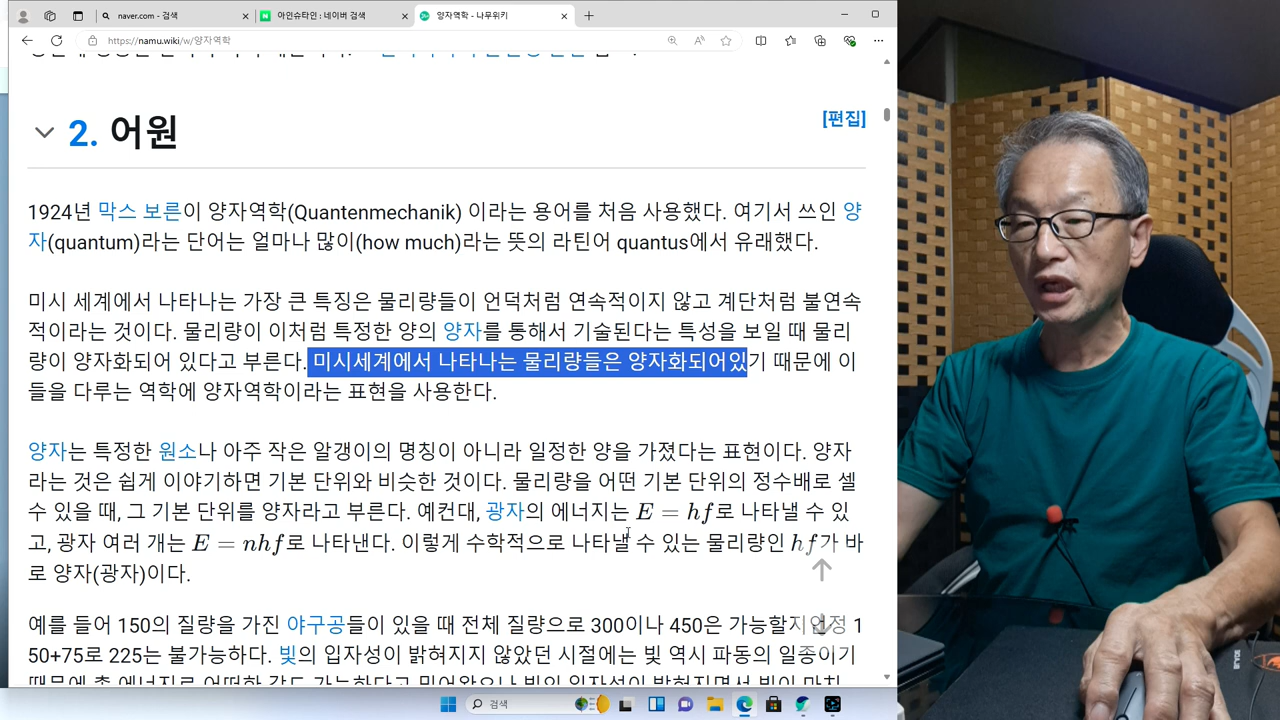 naver.com - 검색
아인슈타인 : 네이버 검색
양자역학 - 나무위키
https://namu.wiki/w/양자역학
2. 어원
[편집]
1924년 막스 보른이 양자역학(Quantenmechanik) 이라는 용어를 처음 사용했다. 여기서 쓰인 양
자(quantum)라는 단어는 얼마나 많이(how much)라는 뜻의 라틴어 quantus에서 유래했다.
미시 세계에서 나타나는 가장 큰 특징은 물리량들이 언덕처럼 연속적이지 않고 계단처럼 불연속
적이라는 것이다. 물리량이 이처럼 특정한 양의 양자를 통해서 기술된다는 특성을 보일 때 물리
량이 양자화되어 있다고 부른다. 미시세계에서 나타나는 물리량들은 양자화되어있기 때문에 이
들을 다루는 역학에 양자역학이라는 표현을 사용한다.
양자는 특정한 원소나 아주 작은 알갱이의 명칭이 아니라 일정한 양을 가졌다는 표현이다. 양자
라는 것은 쉽게 이야기하면 기본 단위와 비슷한 것이다. 물리량을 어떤 기본 단위의 정수배로 셀
수 있을 때, 그 기본 단위를 양자라고 부른다. 예컨대, 광자의 에너지는 E = hf로 나타낼 수 있
고, 광자 여러 개는 E = nhf로 나타낸다. 이렇게 수학적으로 나타낼 수 있는 물리량인 hf가 바
로 양자(광자)이다.
예를 들어 150의 질량을 가진 야구공들이 있을 때 전체 질량으로 300이나 450은 가능할지언정 1
50+75로 225는 불가능하다. 빛의 입자성이 밝혀지지 않았던 시절에는 빛 역시 파동의 일종이기
검색